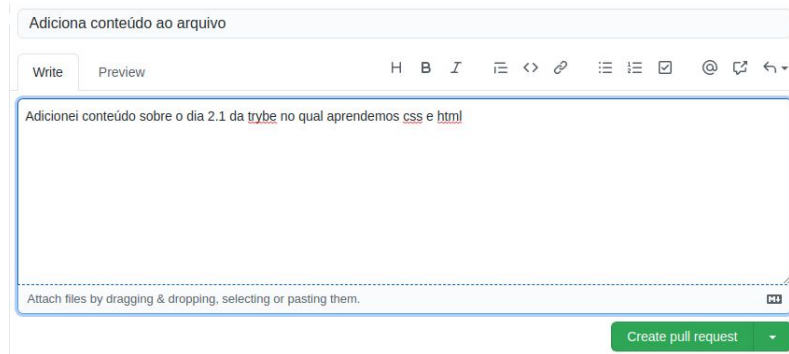 Adiciona conteúdo ao arquivo
Write Preview H B I
Adicionei conteúdo sobre o dia 2.1 da trybe no qual aprendemos css e html
Attach files by dragging & dropping, selecting or pasting them.
Create pull request